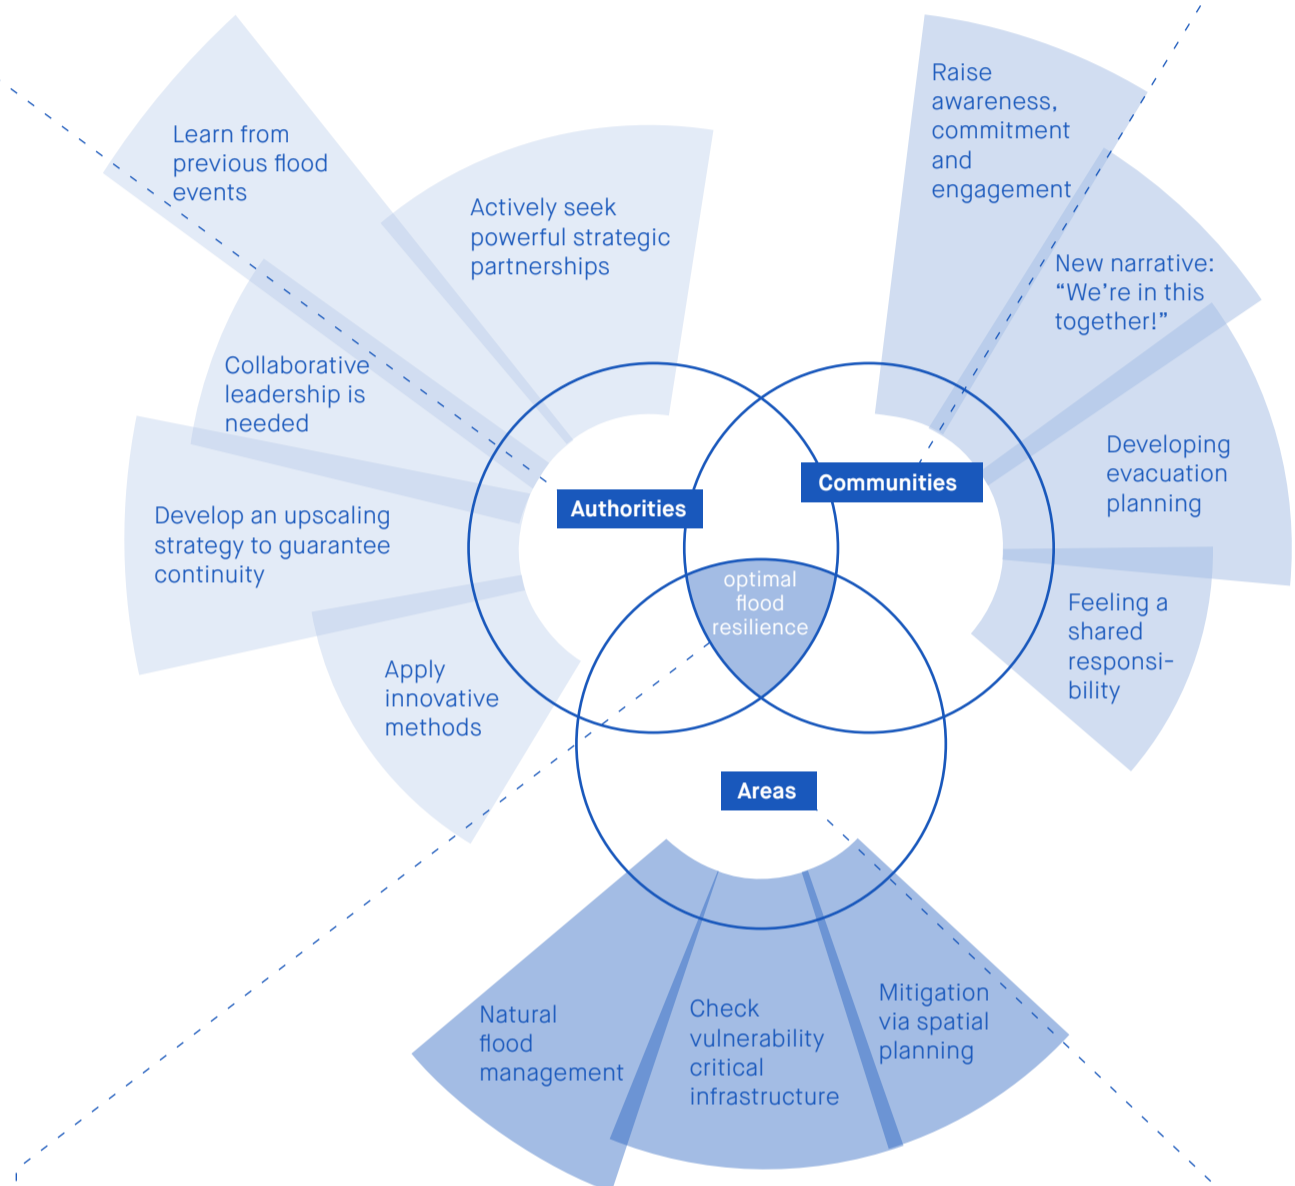 Learn from
previous flood
events
Actively seek
powerful strategic
partnerships
Collaborative
leadership is
needed
Develop an upscaling
strategy to guarantee
continuity
Apply
innovative
methods
Authorities
Raise
awareness,
commitment
and
engagement
New narrative:
“We’re in this
together!”
Developing
evacuation
planning
Feeling a
shared
responsi-
bility
Communities
optimal
flood
resilience
Areas
Natural
flood
management
Check
vulnerability
critical
infrastructure
Mitigation
via spatial
planning